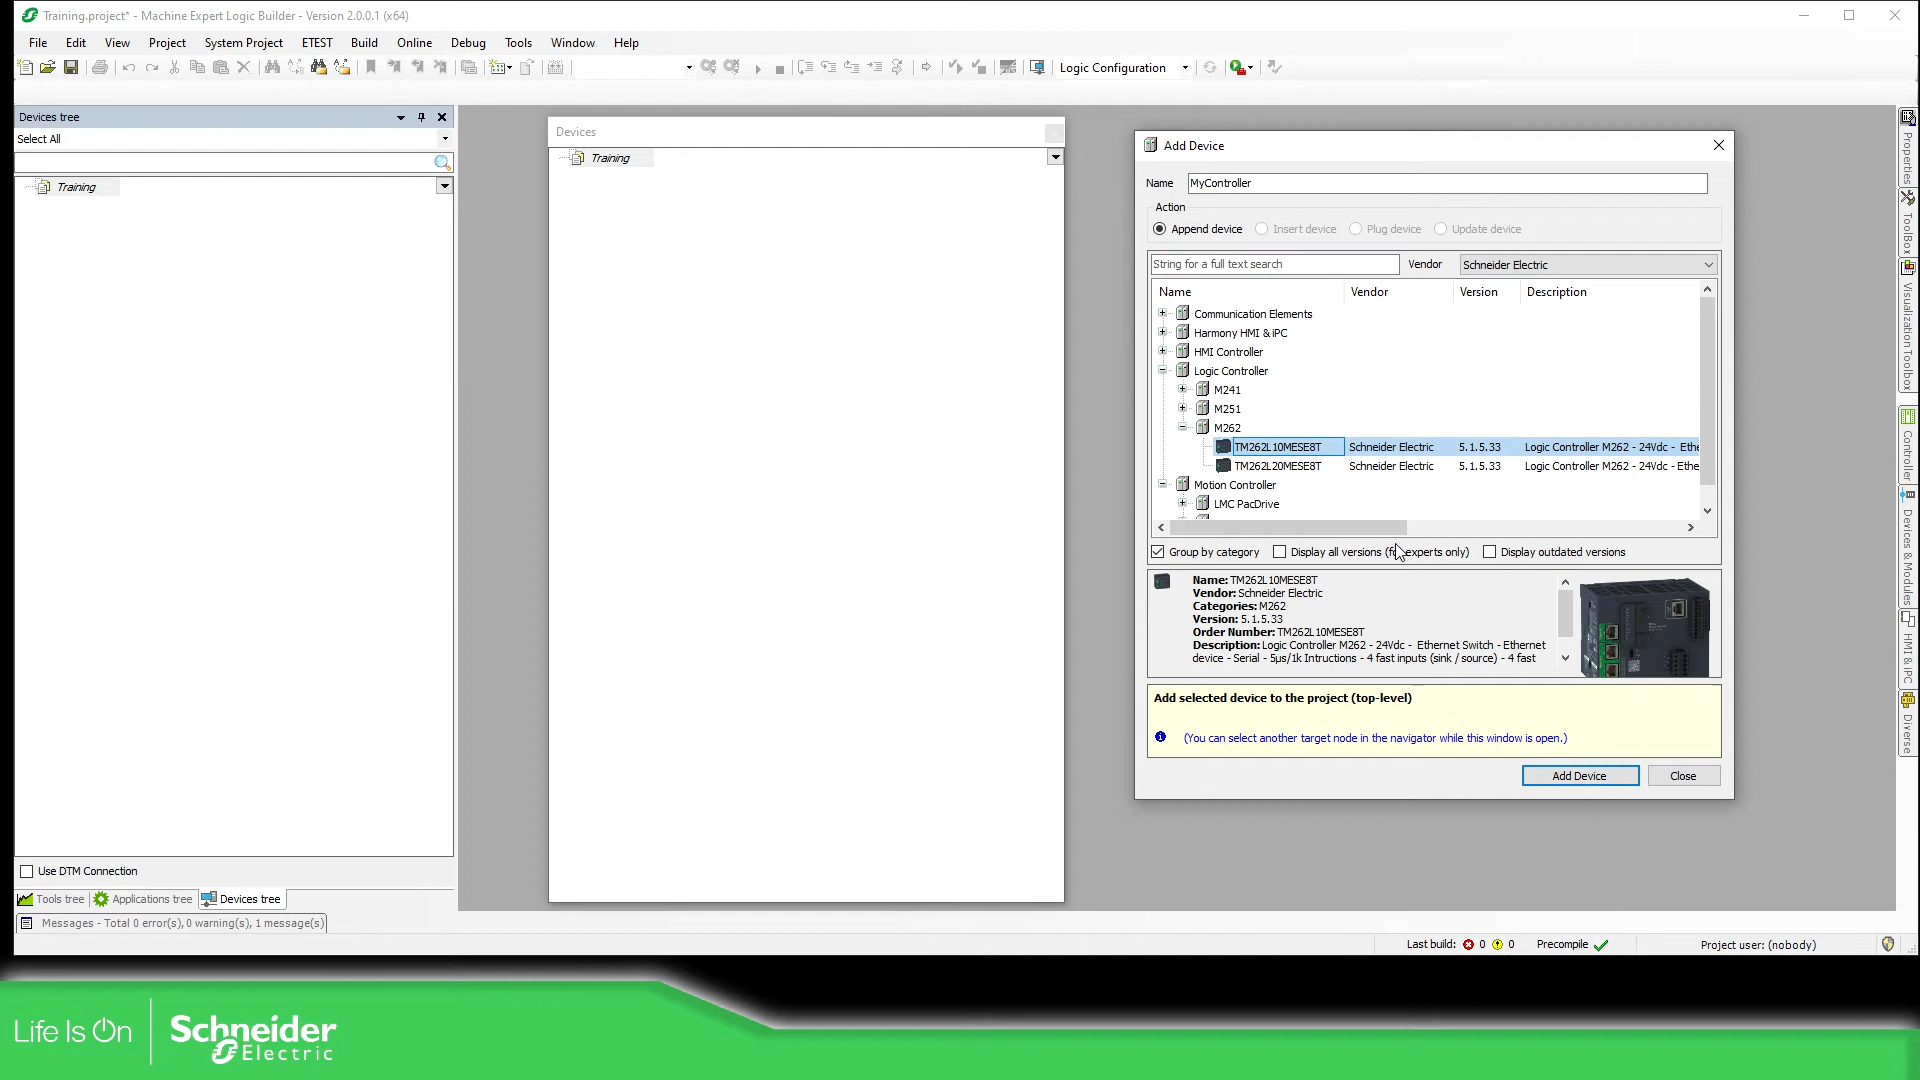 Training.project* - Machine Expert Logic Builder - Version 2.0.0.1 (x64)
File Edit View Project System Project ETEST Build Online Debug Tools Window Help
Logic Configuration
Devices tree
Select All
Training
Use DTM Connection
Tools tree Applications tree Devices tree
Messages - Total 0 error(s), 0 warning(s), 1 message(s)
Devices
Training
Add Device
Name MyController
Action
Append device Insert device Plug device Update device
String for a full text search Vendor Schneider Electric
Name Vendor Version Description
Communication Elements
Harmony HMI & iPC
HMI Controller
Logic Controller
M241
M251
M262
TM262L10MESE8T Schneider Electric 5.1.5.33 Logic Controller M262 - 24Vdc - Ethe
TM262L20MESE8T Schneider Electric 5.1.5.33 Logic Controller M262 - 24Vdc - Ethe
Motion Controller
LMC PacDrive
Group by category Display all versions (for experts only) Display outdated versions
Name: TM262L10MESE8T
Vendor: Schneider Electric
Categories: M262
Version: 5.1.5.33
Order Number: TM262L10MESE8T
Description: Logic Controller M262 - 24Vdc - Ethernet Switch - Ethernet
device - Serial - 5µs/1k Intructions - 4 fast inputs (sink / source) - 4 fast
Add selected device to the project (top-level)
(You can select another target node in the navigator while this window is open.)
Add Device Close
Properties
ToolBox
Visualization Toolbox
Controller
Devices & Modules
HMI & iPC
Diverse
Last build: 0 0 Precompile Project user: (nobody)
Life Is On Schneider
Electric